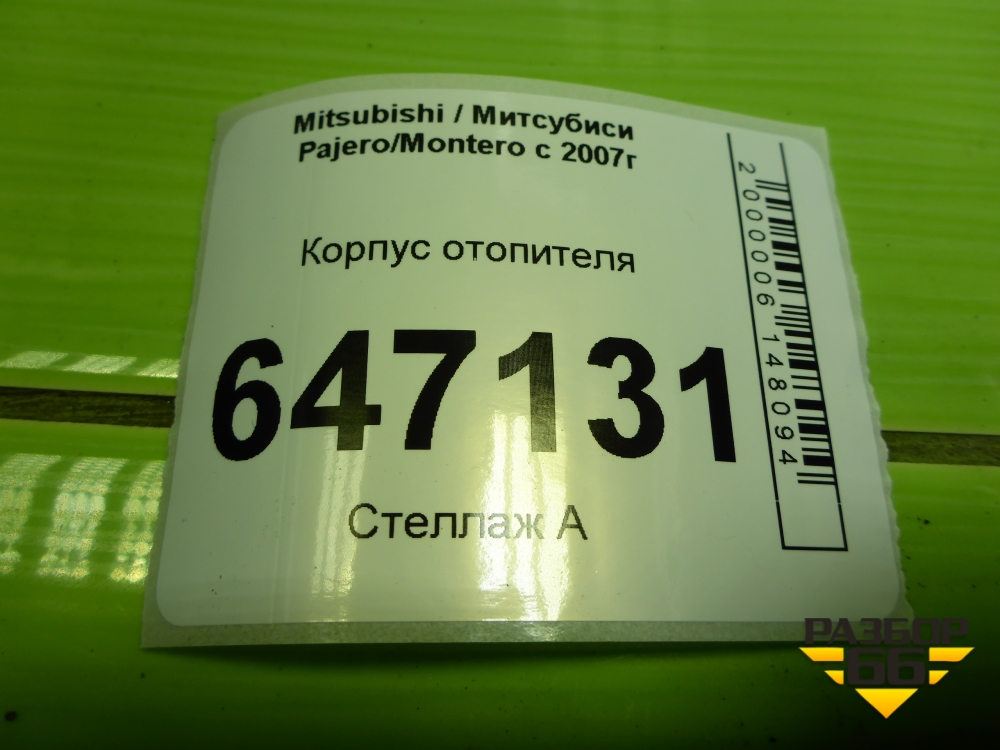 Mitsubishi / Митсубиси
Pajero/Montero с 2007г
Корпус отопителя
647131
Стеллаж А
2000006148094
РАЗБОР
66